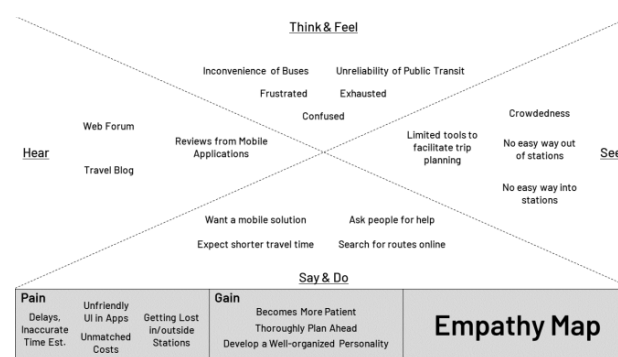 Think & Feel
Inconvenience of Buses
Unreliability of Public Transit
Frustrated
Exhausted
Confused
Hear
Web Forum
Travel Blog
Reviews from Mobile
Applications
Limited tools to
facilitate trip
planning
Crowdedness
No easy way out
of stations
No easy way into
stations
See
Want a mobile solution
Ask people for help
Expect shorter travel time
Search for routes online
Say & Do
Pain
Delays,
Inaccurate
Time Est.
Unfriendly
UI in Apps
Unmatched
Costs
Getting Lost
in/outside
Stations
Gain
Becomes More Patient
Thoroughly Plan Ahead
Develop a Well-organized Personality
Empathy Map